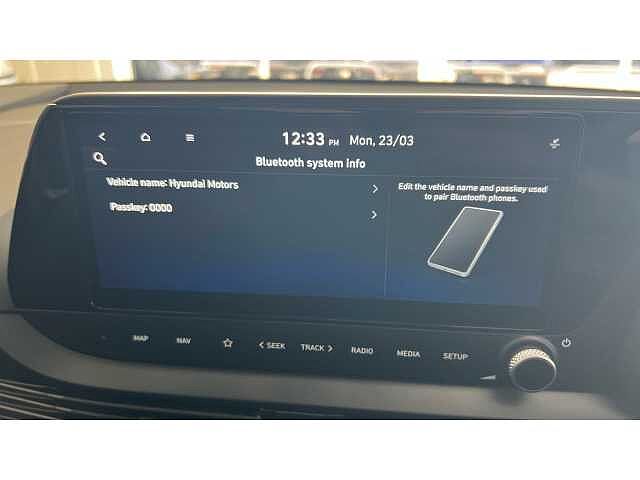 12:33 PM Mon, 23/03
Bluetooth system info
Vehicle name: Hyundai Motors
Passkey: 0000
Edit the vehicle name and passkey used
to pair Bluetooth phones.
MAP NAV SEEK TRACK RADIO MEDIA SETUP